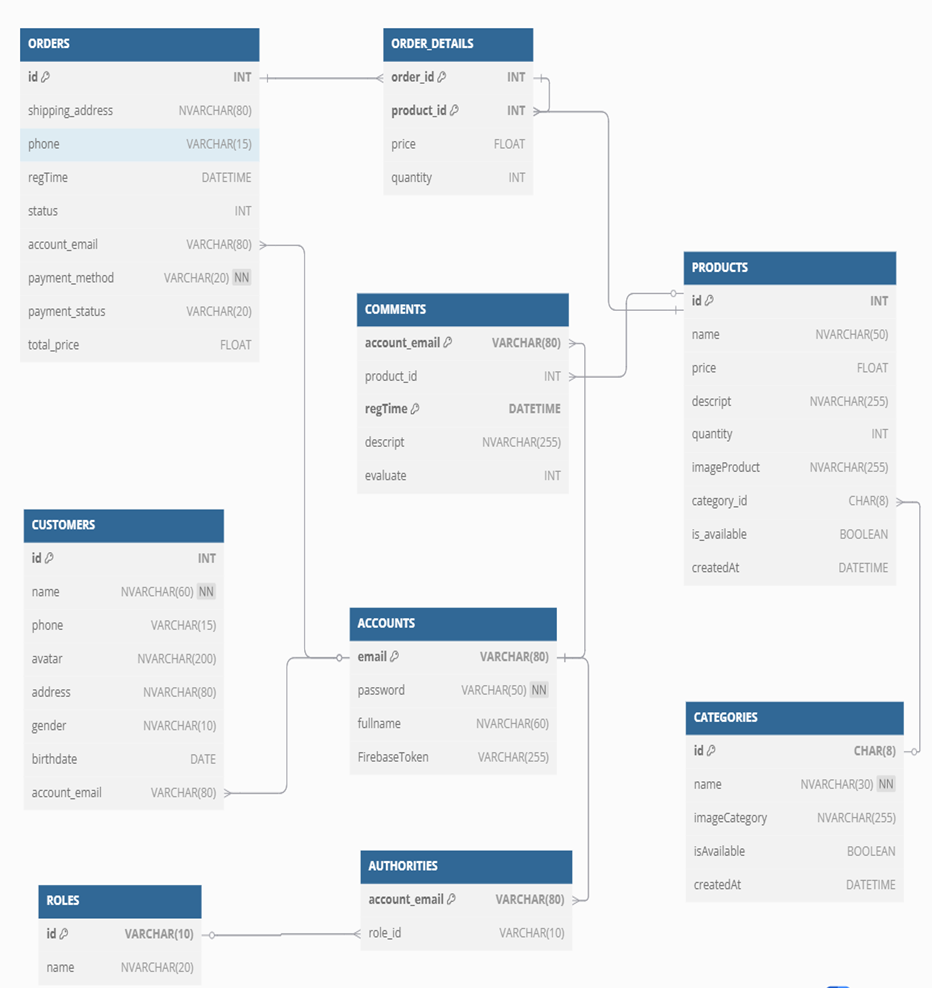 ORDERS
id INT
shipping_address NVARCHAR(80)
phone VARCHAR(15)
regTime DATETIME
status INT
account_email VARCHAR(80)
payment_method VARCHAR(20) NN
payment_status VARCHAR(20)
total_price FLOAT
ORDER_DETAILS
order_id INT
product_id INT
price FLOAT
quantity INT
PRODUCTS
id INT
name NVARCHAR(50)
price FLOAT
descript NVARCHAR(255)
quantity INT
imageProduct NVARCHAR(255)
category_id CHAR(8)
is_available BOOLEAN
createdAt DATETIME
COMMENTS
account_email VARCHAR(80)
product_id INT
regTime DATETIME
descript NVARCHAR(255)
evaluate INT
CUSTOMERS
id INT
name NVARCHAR(60) NN
phone VARCHAR(15)
avatar NVARCHAR(200)
address NVARCHAR(80)
gender NVARCHAR(10)
birthdate DATE
account_email VARCHAR(80)
ACCOUNTS
email VARCHAR(80)
password VARCHAR(50) NN
fullname NVARCHAR(60)
FirebaseToken VARCHAR(255)
CATEGORIES
id CHAR(8)
name NVARCHAR(30) NN
imageCategory NVARCHAR(255)
isAvailable BOOLEAN
createdAt DATETIME
AUTHORITIES
account_email VARCHAR(80)
role_id VARCHAR(10)
ROLES
id VARCHAR(10)
name NVARCHAR(20)